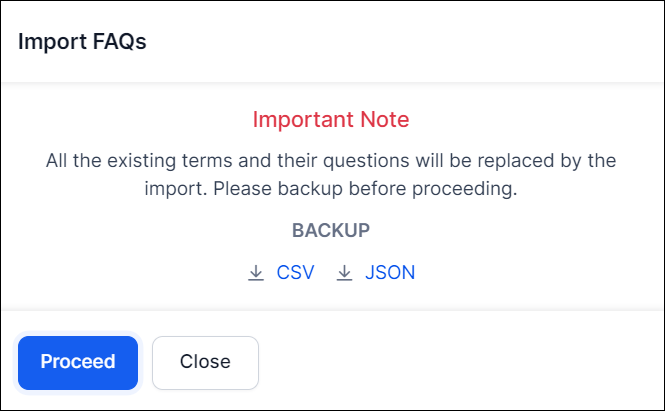 Import FAQs
Important Note
All the existing terms and their questions will be replaced by the
import. Please backup before proceeding.
BACKUP
CSV JSON
Proceed Close